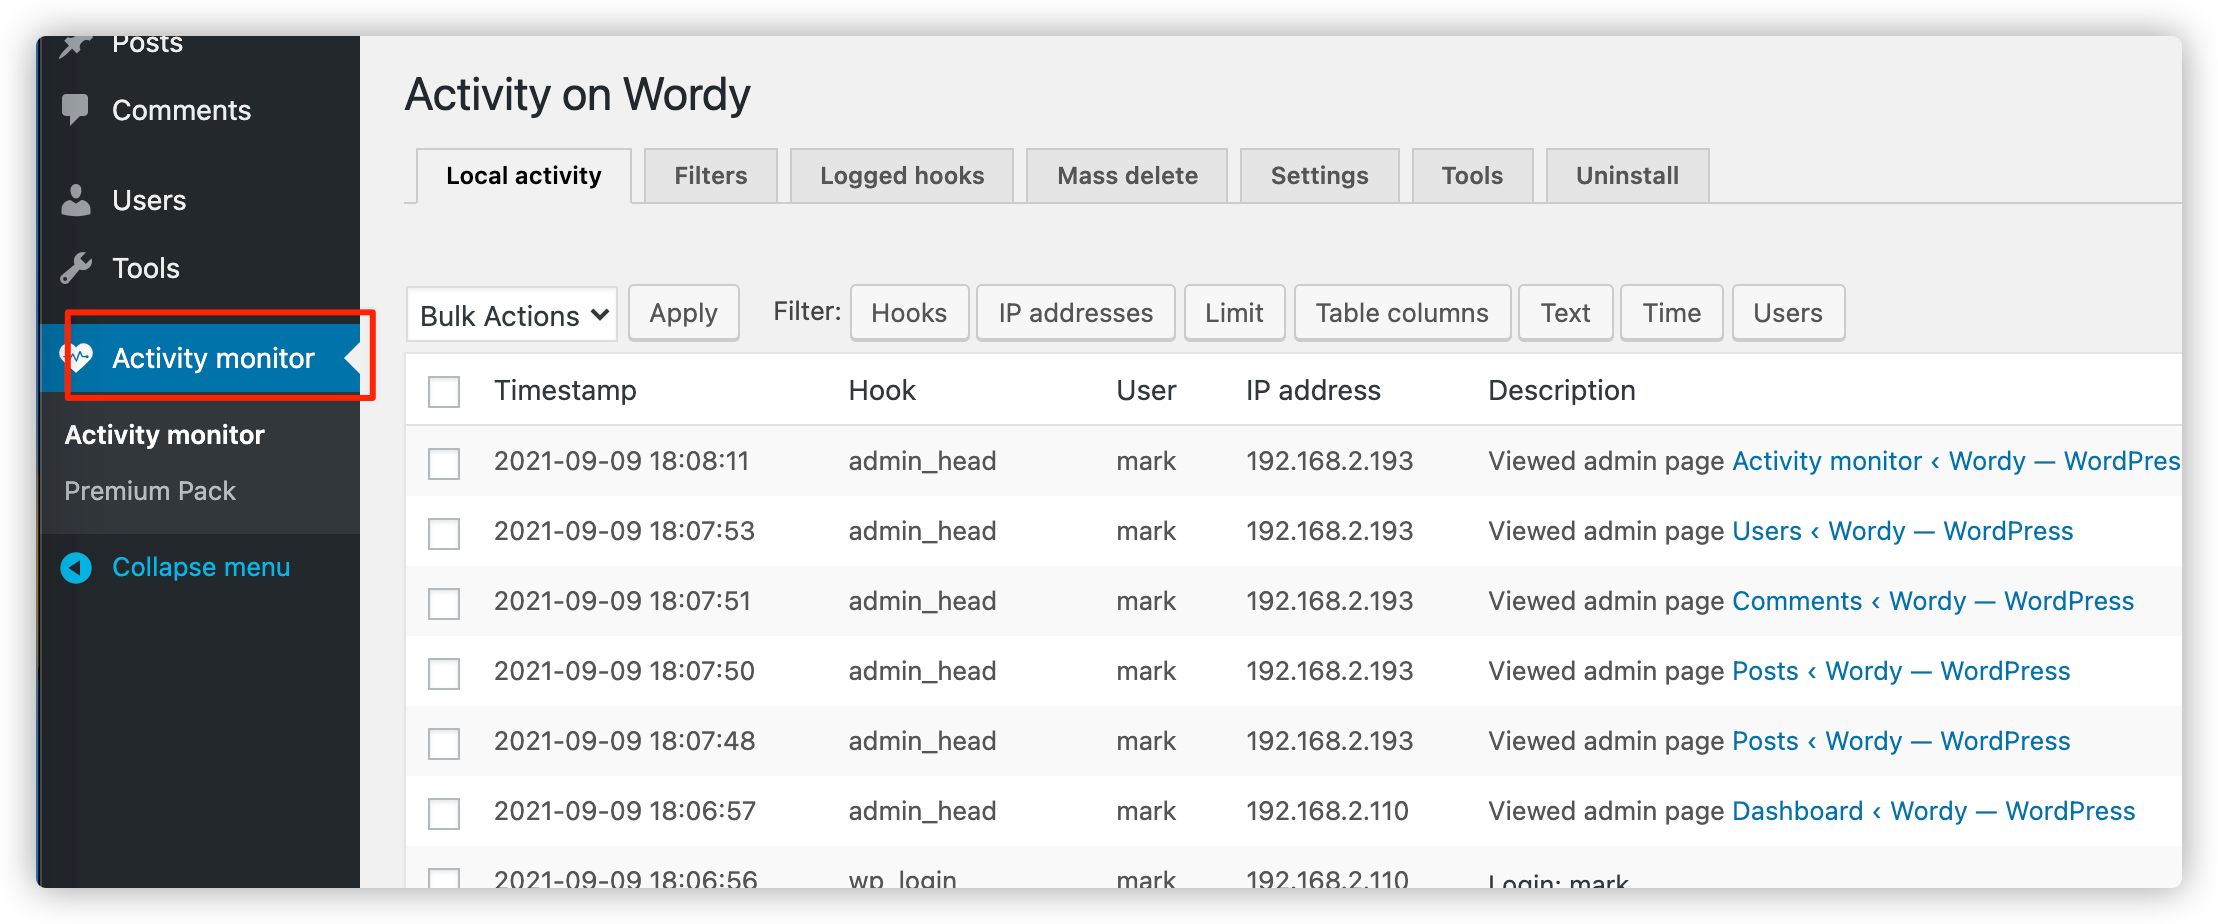 Posts
Comments
Users
Tools
Activity monitor
Activity monitor
Premium Pack
Collapse menu
Activity on Wordy
Local activity Filters Logged hooks Mass delete Settings Tools Uninstall
Bulk Actions Apply Filter: Hooks IP addresses Limit Table columns Text Time Users
Timestamp Hook User IP address Description
2021-09-09 18:08:11 admin_head mark 192.168.2.193 Viewed admin page Activity monitor ‹ Wordy — WordPres
2021-09-09 18:07:53 admin_head mark 192.168.2.193 Viewed admin page Users ‹ Wordy — WordPress
2021-09-09 18:07:51 admin_head mark 192.168.2.193 Viewed admin page Comments ‹ Wordy — WordPress
2021-09-09 18:07:50 admin_head mark 192.168.2.193 Viewed admin page Posts ‹ Wordy — WordPress
2021-09-09 18:07:48 admin_head mark 192.168.2.193 Viewed admin page Posts ‹ Wordy — WordPress
2021-09-09 18:06:57 admin_head mark 192.168.2.110 Viewed admin page Dashboard ‹ Wordy — WordPress
2021-09-09 18:06:56 wp_login mark 192.168.2.110 Login: mark